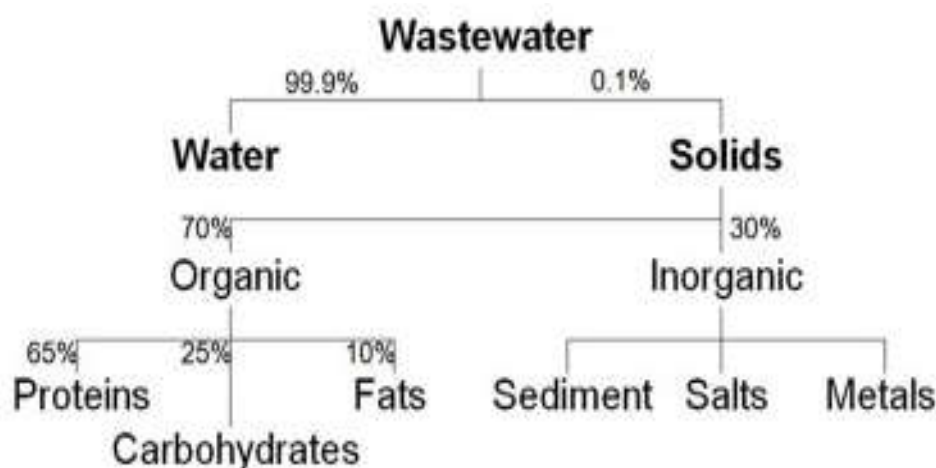 Wastewater
99.9% 0.1%
Water Solids
70% 30%
Organic Inorganic
65% 25% 10%
Proteins Fats Sediment Salts Metals
Carbohydrates